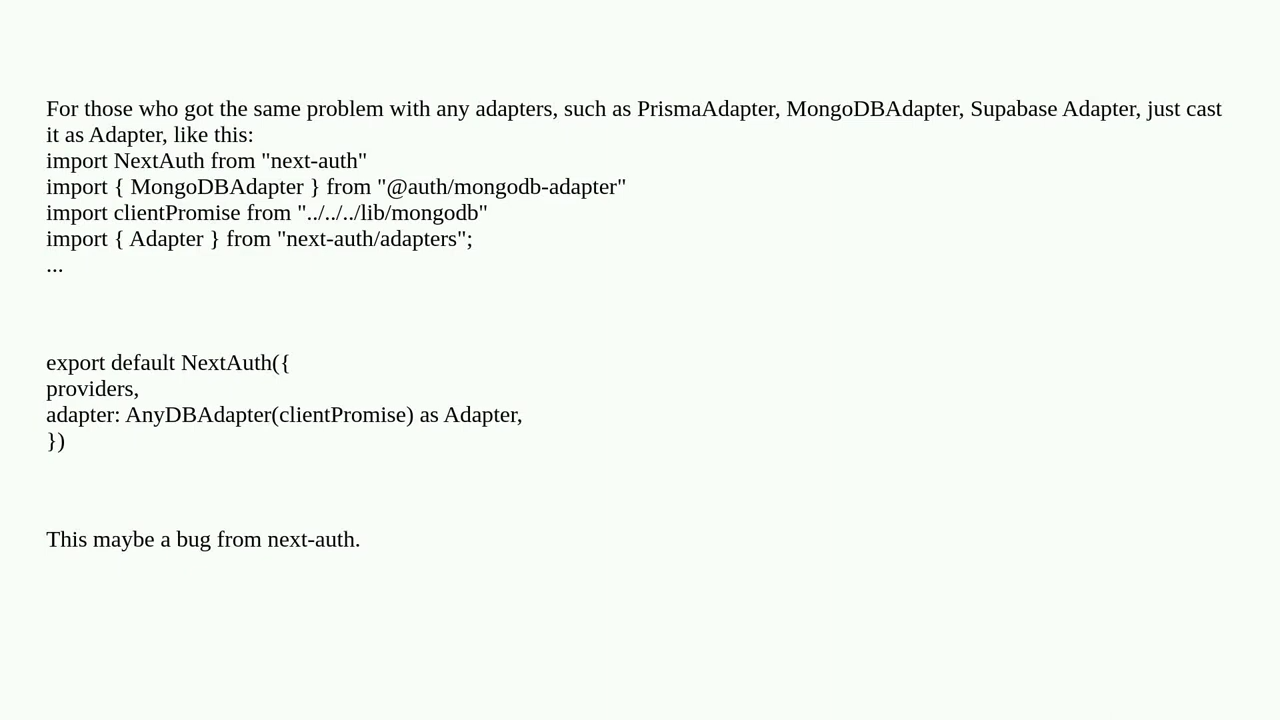 For those who got the same problem with any adapters, such as PrismaAdapter, MongoDBAdapter, Supabase Adapter, just cast
it as Adapter, like this:
import NextAuth from "next-auth"
import { MongoDBAdapter } from "@auth/mongodb-adapter"
import clientPromise from "../../../lib/mongodb"
import { Adapter } from "next-auth/adapters";
...
export default NextAuth({
providers,
adapter: AnyDBAdapter(clientPromise) as Adapter,
})
This maybe a bug from next-auth.